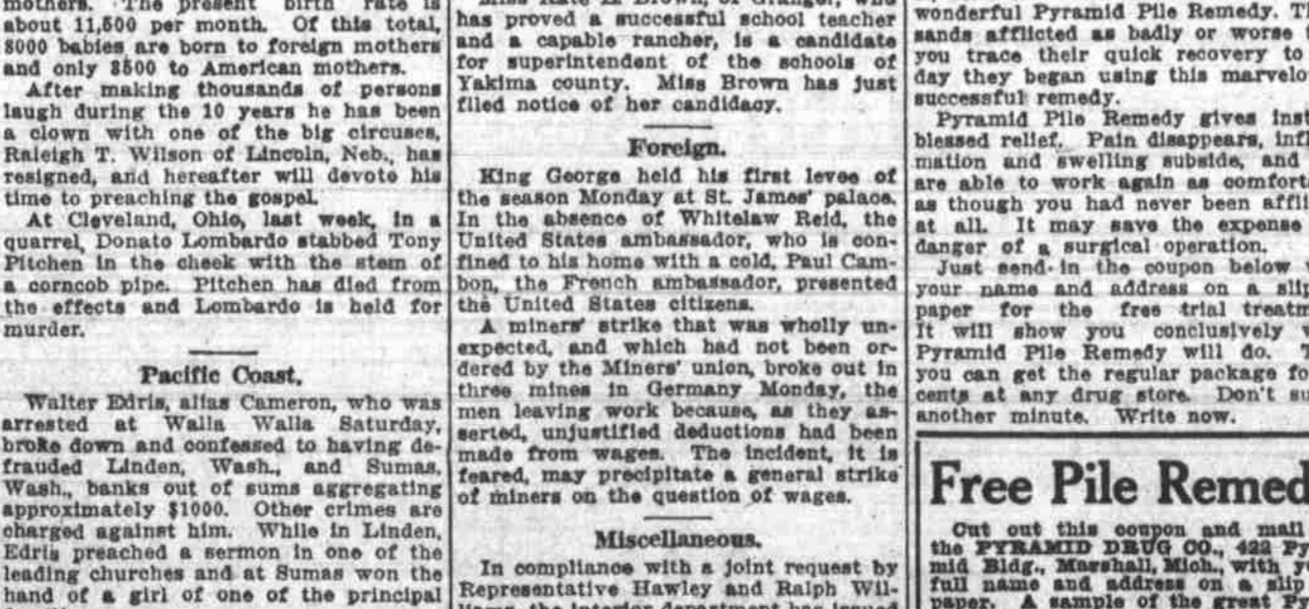 mothers. The present birth rate is
about 11,500 per month. Of this total,
8000 babies are born to foreign mothers
and only 3500 to American mothers.
After making thousands of persons
laugh during the 10 years he has been
a clown with one of the big circuses,
Raleigh T. Wilson of Lincoln, Neb., has
resigned, and hereafter will devote his
time to preaching the gospel.
At Cleveland, Ohio, last week, in a
quarrel, Donato Lombardo stabbed Tony
Pitchen in the cheek with the stem of
a corncob pipe. Pitchen has died from
the effects and Lombardo is held for
murder.
Pacific Coast.
Walter Edris, alias Cameron, who was
arrested at Walla Walla Saturday,
broke down and confessed to having de-
frauded Linden, Wash., and Sumas,
Wash., banks out of sums aggregating
approximately $1000. Other crimes are
charged against him. While in Linden,
Edris preached a sermon in one of the
leading churches and at Sumas won the
hand of a girl of one of the principal
Miss Kate L. Brown, of Granger, who
has proved a successful school teacher
and a capable rancher, is a candidate
for superintendent of the schools of
Yakima county. Miss Brown has just
filed notice of her candidacy.
Foreign.
King George held his first levee of
the season Monday at St. James' palace.
In the absence of Whitelaw Reid, the
United States ambassador, who is con-
fined to his home with a cold, Paul Cam-
bon, the French ambassador, presented
the United States citizens.
A miners' strike that was wholly un-
expected, and which had not been or-
dered by the Miners' union, broke out in
three mines in Germany Monday, the
men leaving work because, as they as-
serted, unjustified deductions had been
made from wages. The incident, it is
feared, may precipitate a general strike
of miners on the question of wages.
Miscellaneous.
In compliance with a joint request by
Representative Hawley and Ralph Wil-
liams, the interior department has issued
wonderful Pyramid Pile Remedy. Th
sands afflicted as badly or worse t
you trace their quick recovery to
day they began using this marvelo
successful remedy.
Pyramid Pile Remedy gives inst
blessed relief. Pain disappears, infl
mation and swelling subside, and
are able to work again as comfort
as though you had never been affli
at all. It may save the expense
danger of a surgical operation.
Just send in the coupon below
your name and address on a slip
paper for the free trial treatm
It will show you conclusively
Pyramid Pile Remedy will do. T
you can get the regular package fo
cents at any drug store. Don't su
another minute. Write now.
Free Pile Remed
Cut out this coupon and mail
the PYRAMID DRUG CO., 422 Py
mid Bldg., Marshall, Mich., with y
full name and address on a slip
paper. A sample of the great Py